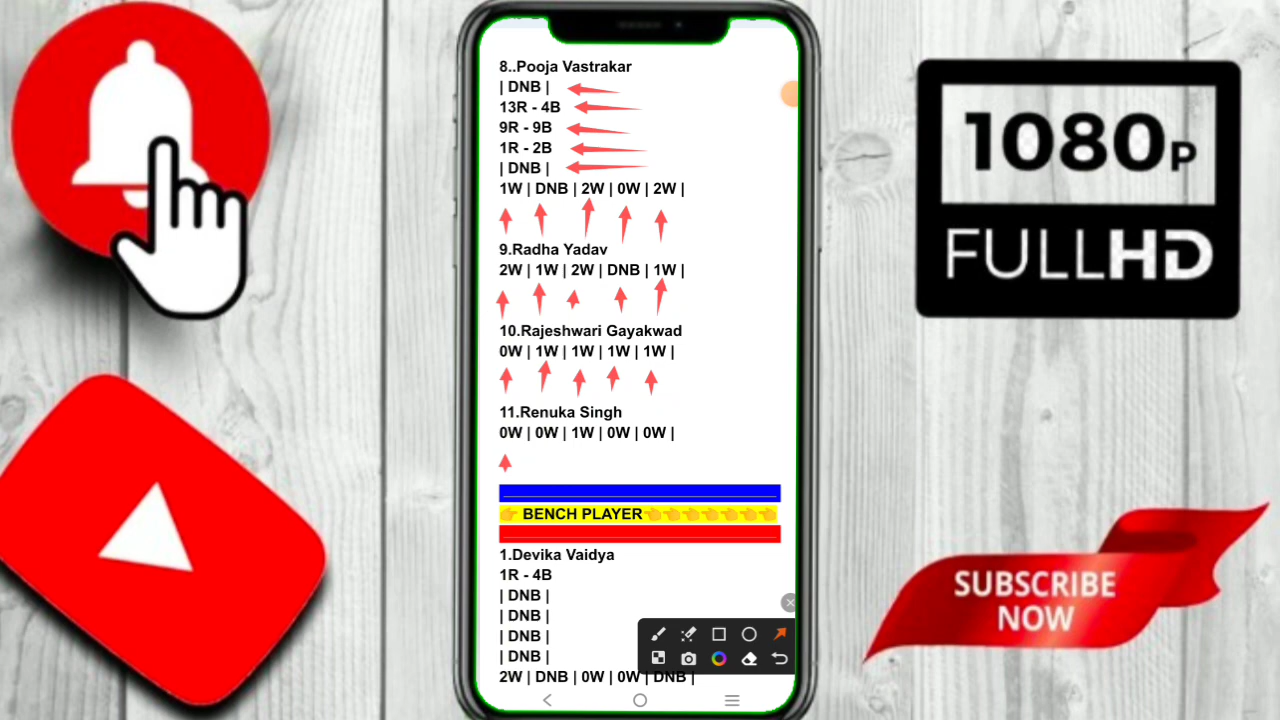 8..Pooja Vastrakar
| DNB |
13R - 4B
9R - 9B
1R - 2B
| DNB |
1W | DNB | 2W | 0W | 2W |
9.Radha Yadav
2W | 1W | 2W | DNB | 1W |
10.Rajeshwari Gayakwad
0W | 1W | 1W | 1W | 1W |
11.Renuka Singh
0W | 0W | 1W | 0W | 0W |
BENCH PLAYER
1.Devika Vaidya
1R - 4B
| DNB |
| DNB |
| DNB |
| DNB |
2W | DNB | 0W | 0W | DNB |
1080P
FULLHD
SUBSCRIBE
NOW